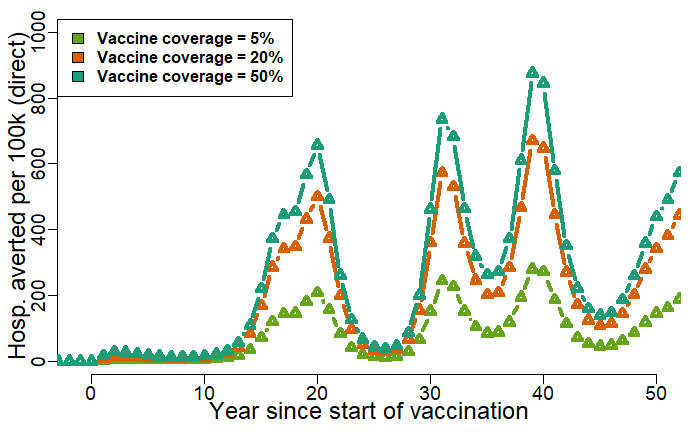 Hosp. averted per 100k (direct)
1000
800
600
400
200
0
Vaccine coverage = 5%
Vaccine coverage = 20%
Vaccine coverage = 50%
0 10 20 30 40 50
Year since start of vaccination